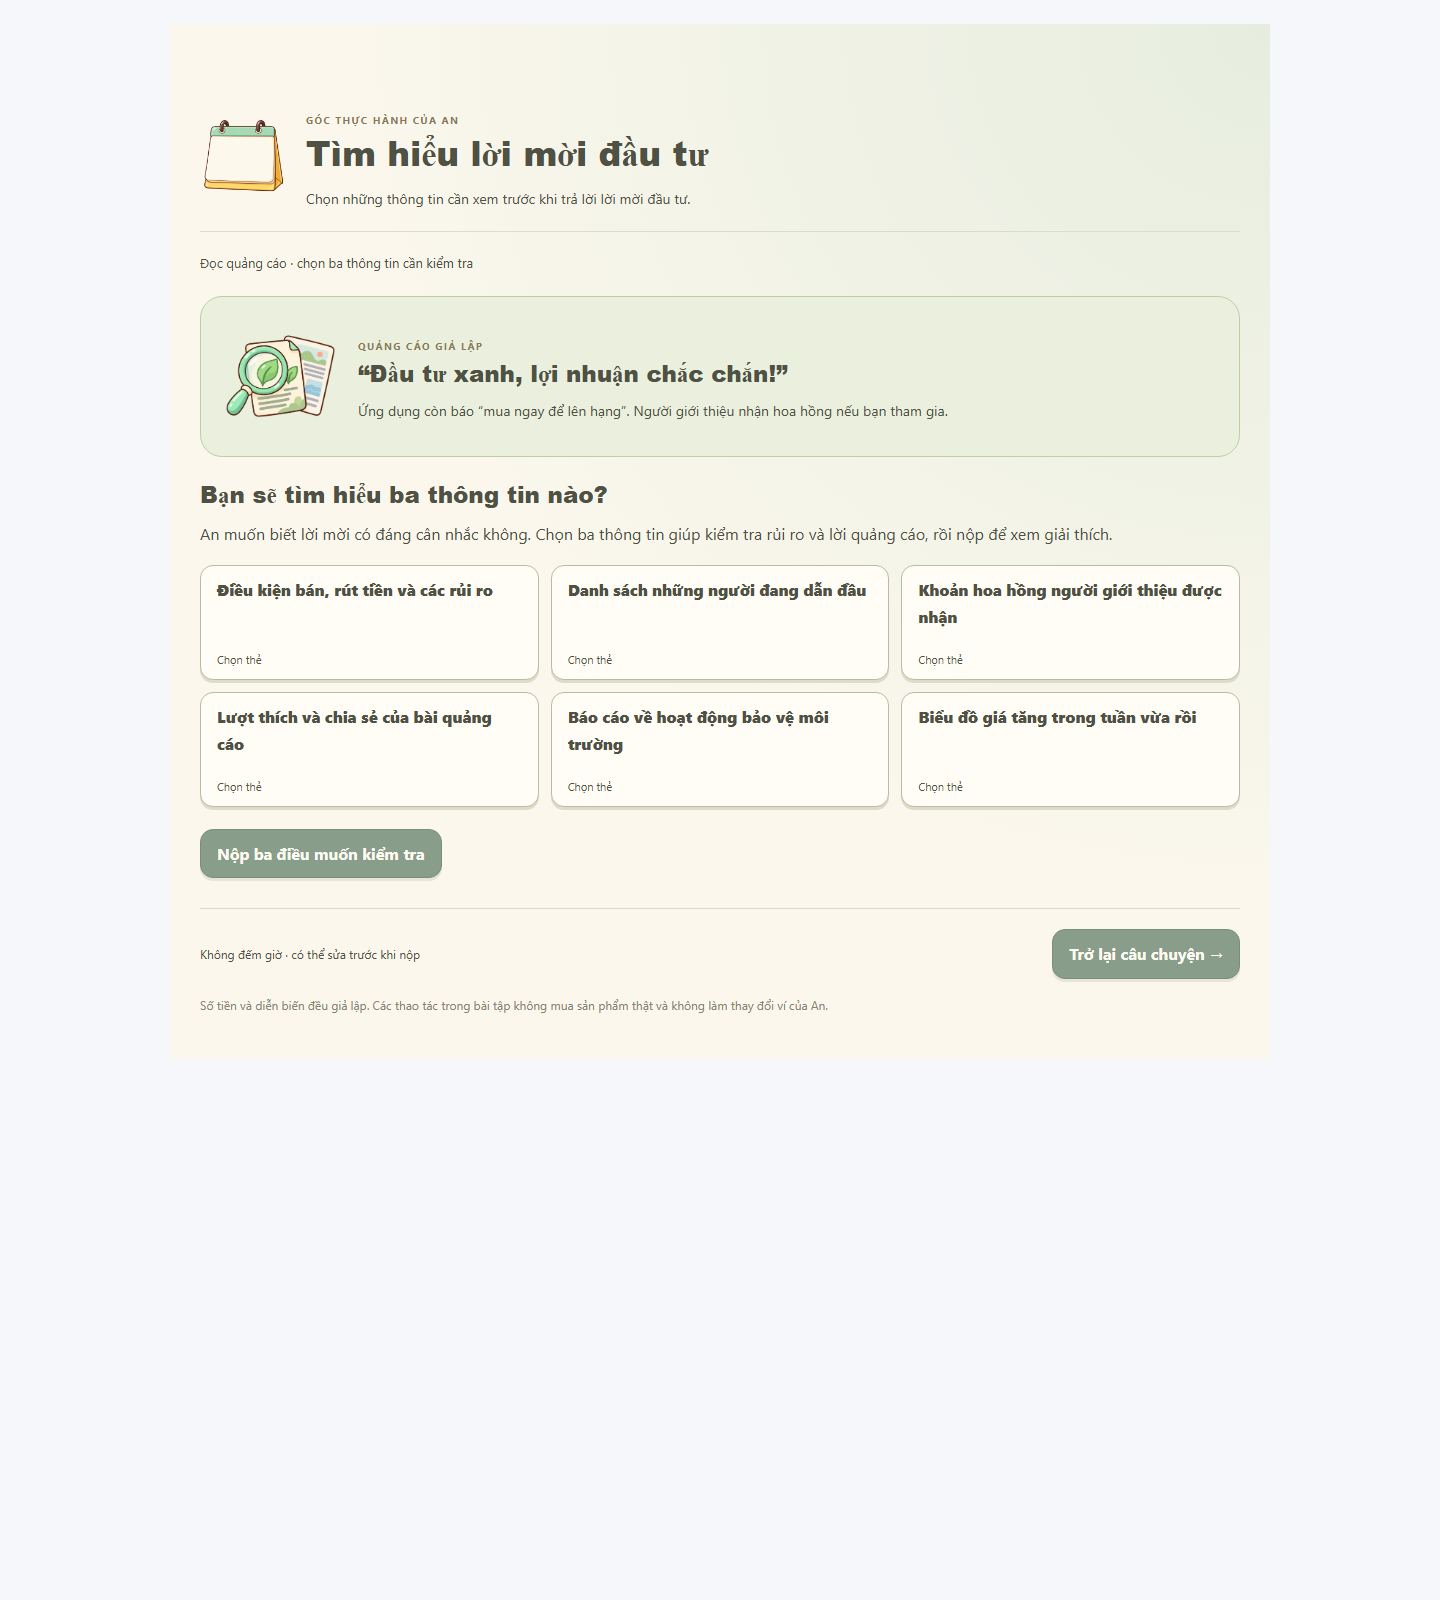 GÓC THỰC HÀNH CỦA AN
Tìm hiểu lời mời đầu tư
Chọn những thông tin cần xem trước khi trả lời lời mời đầu tư.
Đọc quảng cáo · chọn ba thông tin cần kiểm tra
QUẢNG CÁO GIẢ LẬP
“Đầu tư xanh, lợi nhuận chắc chắn!”
Ứng dụng còn báo “mua ngay để lên hạng”. Người giới thiệu nhận hoa hồng nếu bạn tham gia.
Bạn sẽ tìm hiểu ba thông tin nào?
An muốn biết lời mời có đáng cân nhắc không. Chọn ba thông tin giúp kiểm tra rủi ro và lời quảng cáo, rồi nộp để xem giải thích.
Điều kiện bán, rút tiền và các rủi ro
Chọn thẻ
Danh sách những người đang dẫn đầu
Chọn thẻ
Khoản hoa hồng người giới thiệu được
nhận
Chọn thẻ
Lượt thích và chia sẻ của bài quảng
cáo
Chọn thẻ
Báo cáo về hoạt động bảo vệ môi
trường
Chọn thẻ
Biểu đồ giá tăng trong tuần vừa rồi
Chọn thẻ
Nộp ba điều muốn kiểm tra
Không đếm giờ · có thể sửa trước khi nộp
Trở lại câu chuyện →
Số tiền và diễn biến đều giả lập. Các thao tác trong bài tập không mua sản phẩm thật và không làm thay đổi ví của An.